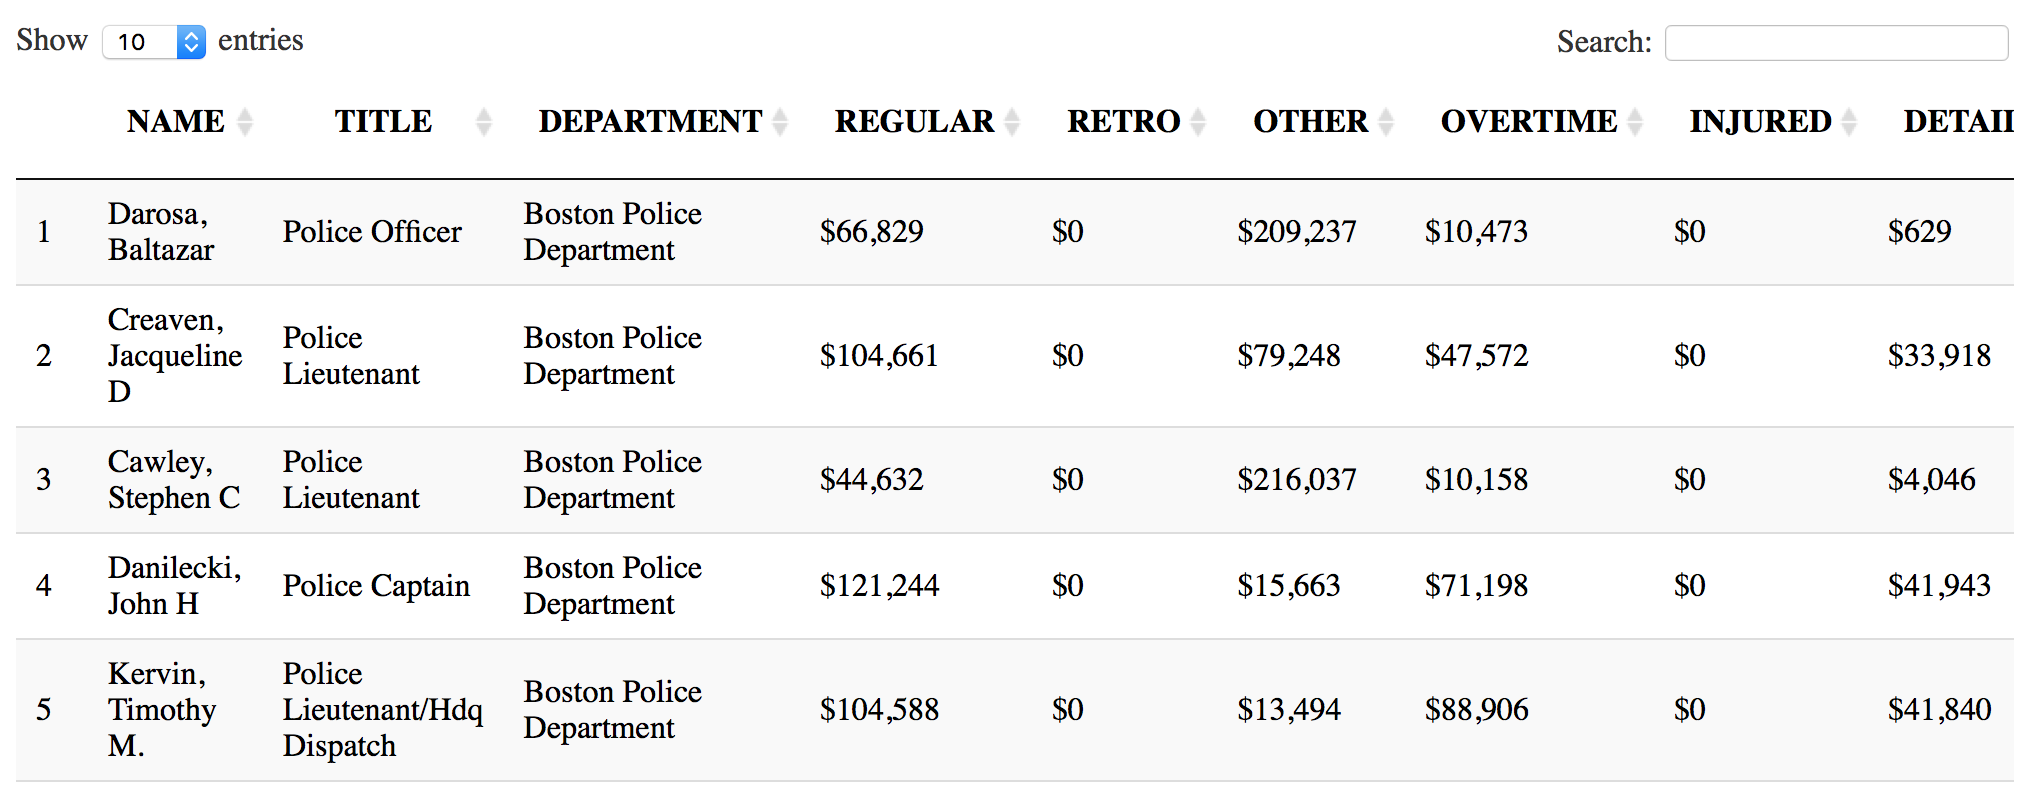 Show 10 entries Search:
NAME TITLE DEPARTMENT REGULAR RETRO OTHER OVERTIME INJURED DETAIL
1 Darosa, Baltazar Police Officer Boston Police Department $66,829 $0 $209,237 $10,473 $0 $629
2 Creaven, Jacqueline D Police Lieutenant Boston Police Department $104,661 $0 $79,248 $47,572 $0 $33,918
3 Cawley, Stephen C Police Lieutenant Boston Police Department $44,632 $0 $216,037 $10,158 $0 $4,046
4 Danilecki, John H Police Captain Boston Police Department $121,244 $0 $15,663 $71,198 $0 $41,943
5 Kervin, Timothy M. Police Lieutenant/Hdq Dispatch Boston Police Department $104,588 $0 $13,494 $88,906 $0 $41,840